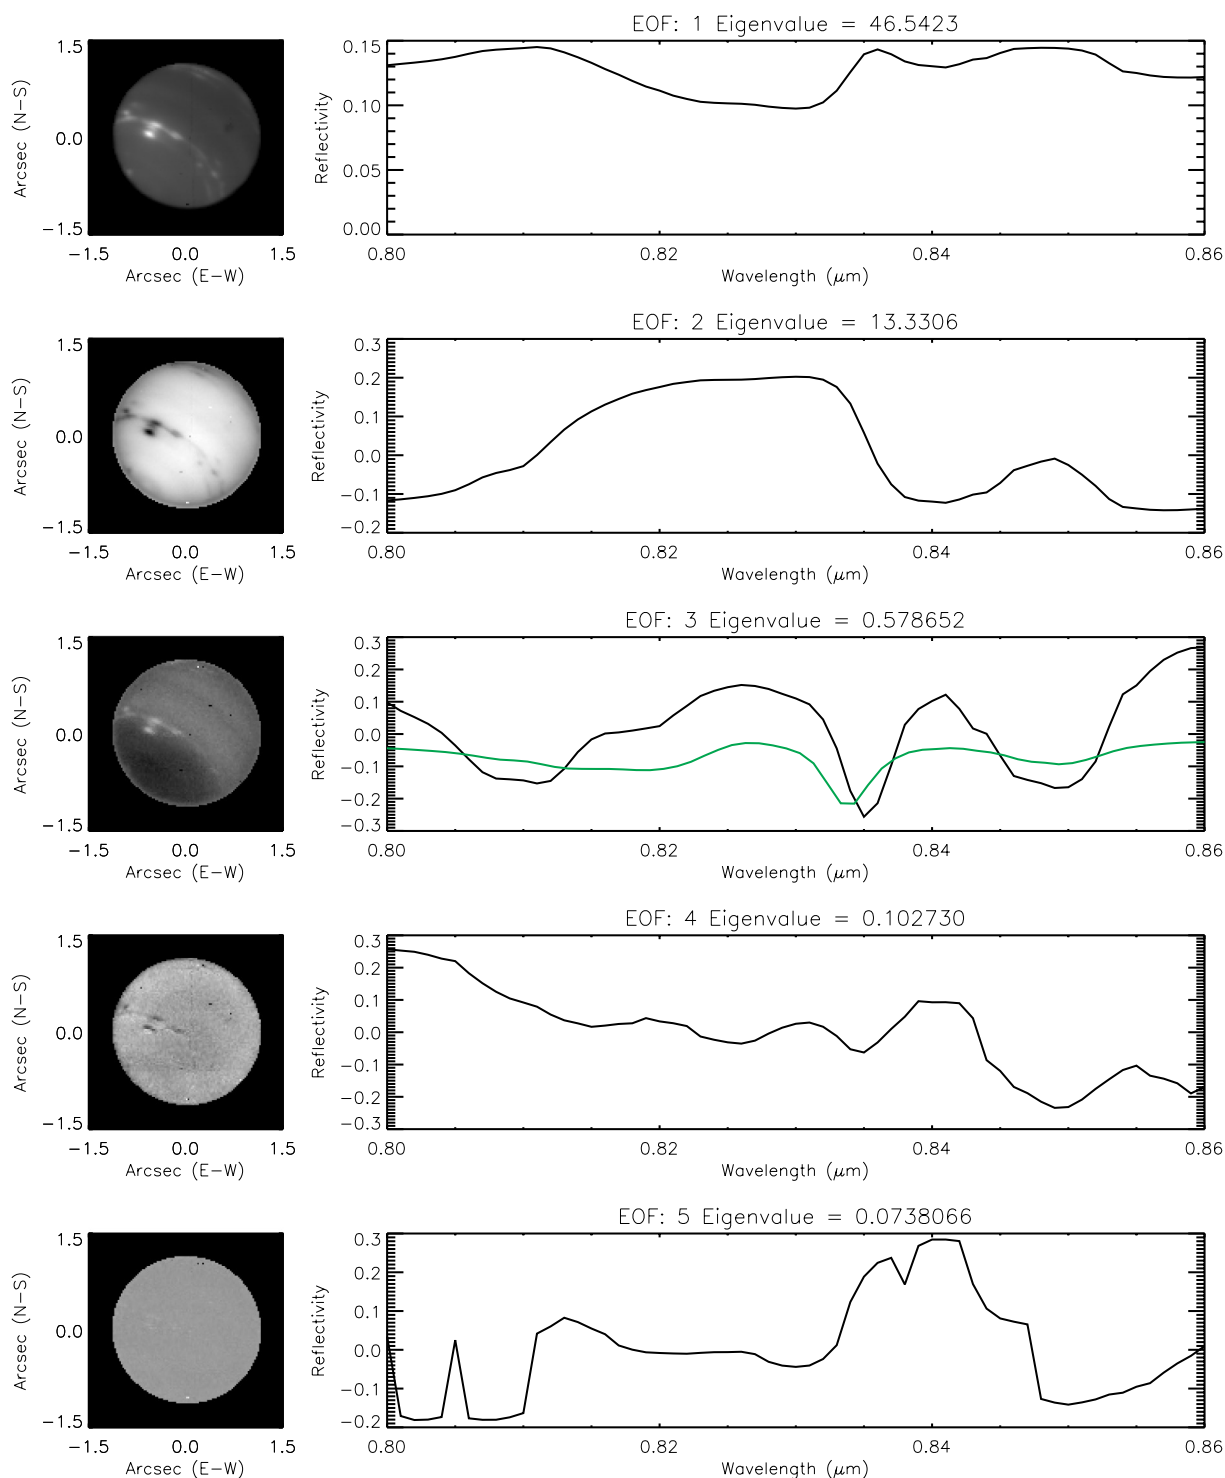 EOF: 1 Eigenvalue = 46.5423
1.5
0.0
−1.5
Arcsec (N−S)
−1.5 0.0 1.5
Arcsec (E−W)
0.15
0.10
0.05
0.00
Reflectivity
0.80 0.82 0.84 0.86
Wavelength (μm)
EOF: 2 Eigenvalue = 13.3306
1.5
0.0
−1.5
Arcsec (N−S)
−1.5 0.0 1.5
Arcsec (E−W)
0.3
0.2
0.1
0.0
−0.1
−0.2
Reflectivity
0.80 0.82 0.84 0.86
Wavelength (μm)
EOF: 3 Eigenvalue = 0.578652
1.5
0.0
−1.5
Arcsec (N−S)
−1.5 0.0 1.5
Arcsec (E−W)
0.3
0.2
0.1
0.0
−0.1
−0.2
−0.3
Reflectivity
0.80 0.82 0.84 0.86
Wavelength (μm)
EOF: 4 Eigenvalue = 0.102730
1.5
0.0
−1.5
Arcsec (N−S)
−1.5 0.0 1.5
Arcsec (E−W)
0.3
0.2
0.1
0.0
−0.1
−0.2
−0.3
Reflectivity
0.80 0.82 0.84 0.86
Wavelength (μm)
EOF: 5 Eigenvalue = 0.0738066
1.5
0.0
−1.5
Arcsec (N−S)
−1.5 0.0 1.5
Arcsec (E−W)
0.3
0.2
0.1
0.0
−0.1
−0.2
Reflectivity
0.80 0.82 0.84 0.86
Wavelength (μm)